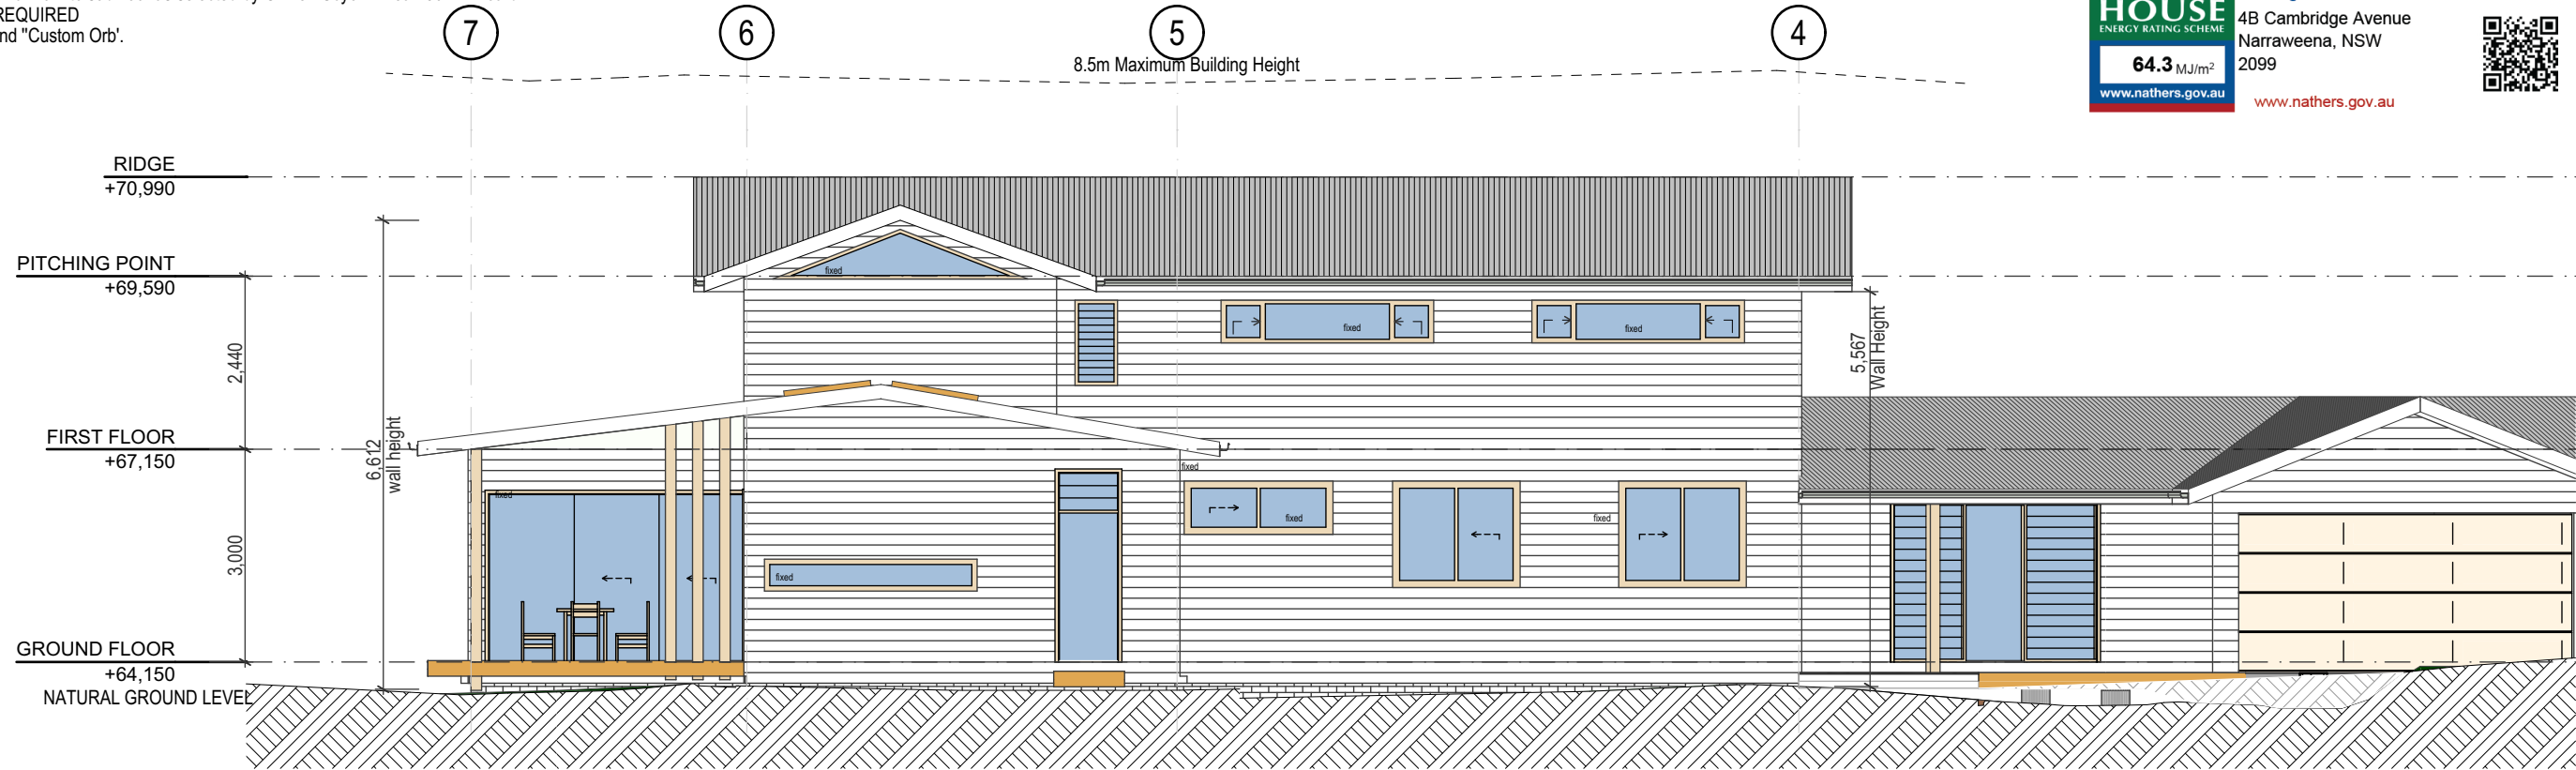 REQUIRED
nd "Custom Orb'.
7
6
5
4
8.5m Maximum Building Height
HOUSE
ENERGY RATING SCHEME
64.3 MJ/m²
www.nathers.gov.au
4B Cambridge Avenue
Narraweena, NSW
2099
www.nathers.gov.au
RIDGE
+70,990
PITCHING POINT
+69,590
2,440
FIRST FLOOR
+67,150
3,000
GROUND FLOOR
+64,150
NATURAL GROUND LEVEL
6,612
wall height
5,567
Wall Height
fixed
fixed
fixed
fixed
fixed
fixed
fixed
fixed